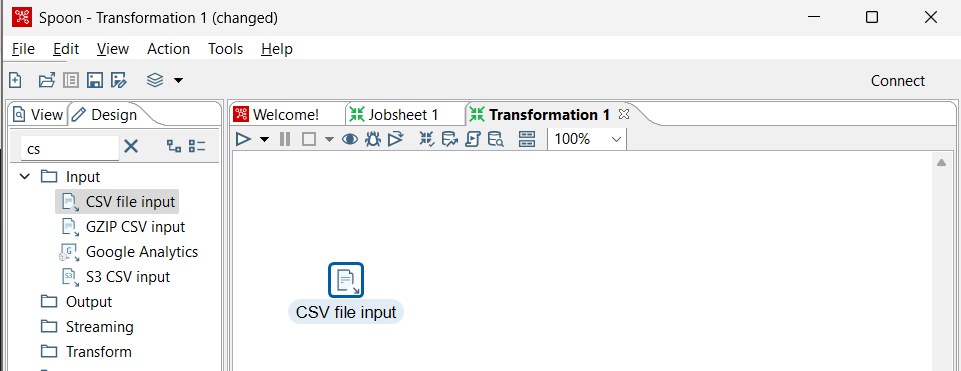 Spoon - Transformation 1 (changed)
File Edit View Action Tools Help
Connect
View Design
Welcome! Jobsheet 1 Transformation 1
cs
100%
Input
CSV file input
GZIP CSV input
Google Analytics
S3 CSV input
Output
Streaming
Transform
CSV file input